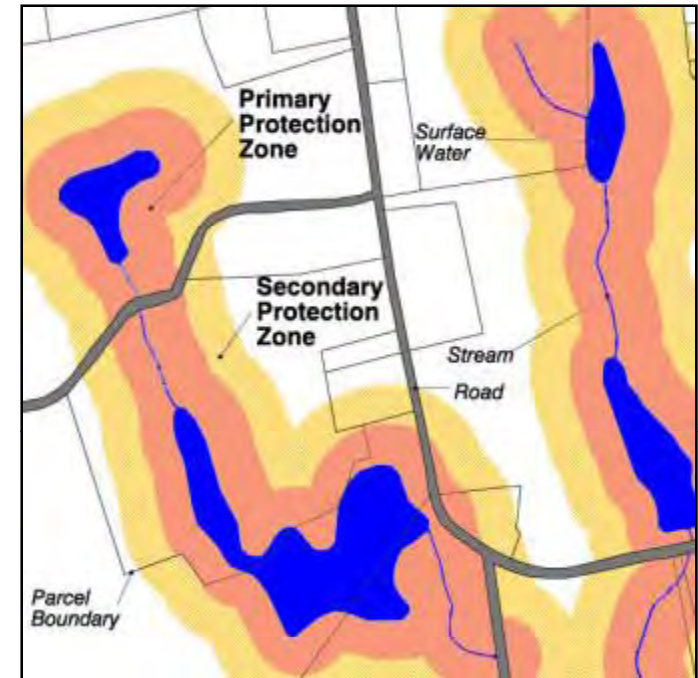 Primary
Protection
Zone
Surface
Water
Secondary
Protection
Zone
Stream
Road
Parcel
Boundary